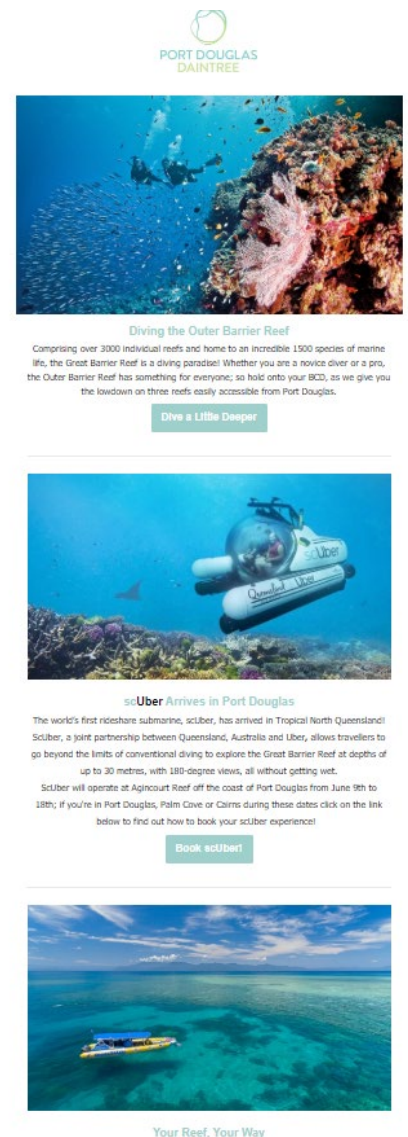 PORT DOUGLAS
DAINTREE
Diving the Outer Barrier Reef
Comprising over 3000 individual reefs and home to an incredible 1500 species of marine
life, the Great Barrier Reef is a diving paradise! Whether you are a novice diver or a pro,
the Outer Barrier Reef has something for everyone; so hold onto your BCD, as we give you
the lowdown on three reefs easily accessible from Port Douglas.
Dive a Little Deeper
scUber
Queensland Uber
scUber Arrives in Port Douglas
The world's first rideshare submarine, scUber, has arrived in Tropical North Queensland!
ScUber, a joint partnership between Queensland, Australia and Uber, allows travellers to
go beyond the limits of conventional diving to explore the Great Barrier Reef at depths of
up to 30 metres, with 180-degree views, all without getting wet.
ScUber will operate at Agincourt Reef off the coast of Port Douglas from June 9th to
18th; if you're in Port Douglas, Palm Cove or Cairns during these dates click on the link
below to find out how to book your scUber experience!
Book scUber!
Your Reef, Your Way